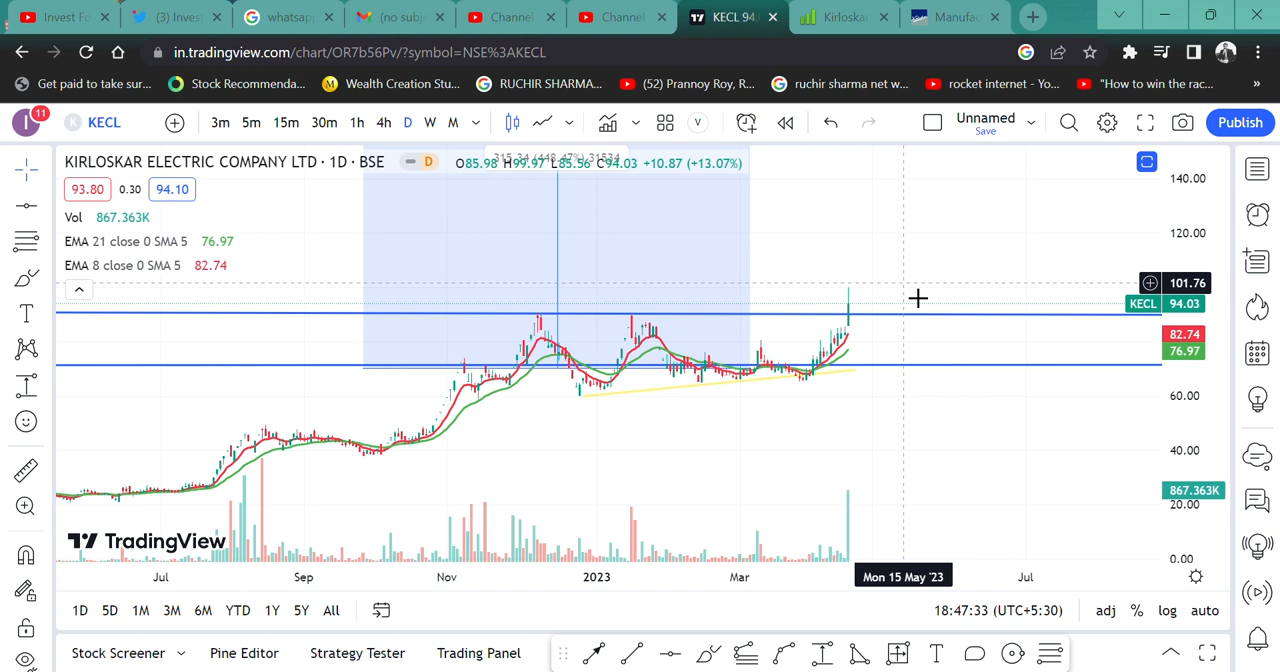 Invest Fo
(3) Invest
whatsapp
(no subje
Channel
Channel
KECL 94.
Kirloskar
Manufac
in.tradingview.com/chart/OR7b56Pv/?symbol=NSE%3AKECL
Get paid to take sur...
Stock Recommenda...
Wealth Creation Stu...
RUCHIR SHARMA...
(52) Prannoy Roy, R...
ruchir sharma net w...
rocket internet - Yo...
"How to win the rac...
»
I
11
K
KECL
3m
5m
15m
30m
1h
4h
D
W
M
V
Unnamed
Save
Publish
KIRLOSKAR ELECTRIC COMPANY LTD · 1D · BSE
D
O85.98 H99.97 L85.56 C94.03 +10.87 (+13.07%)
315.34 (448.47%) 31534
93.80
0.30
94.10
Vol 867.363K
EMA 21 close 0 SMA 5 76.97
EMA 8 close 0 SMA 5 82.74
140.00
120.00
101.76
KECL 94.03
82.74
76.97
60.00
40.00
867.363K
20.00
0.00
TradingView
Jul
Sep
Nov
2023
Mar
Mon 15 May '23
Jul
1D
5D
1M
3M
6M
YTD
1Y
5Y
All
18:47:33 (UTC+5:30)
adj
%
log
auto
Stock Screener
Pine Editor
Strategy Tester
Trading Panel
T